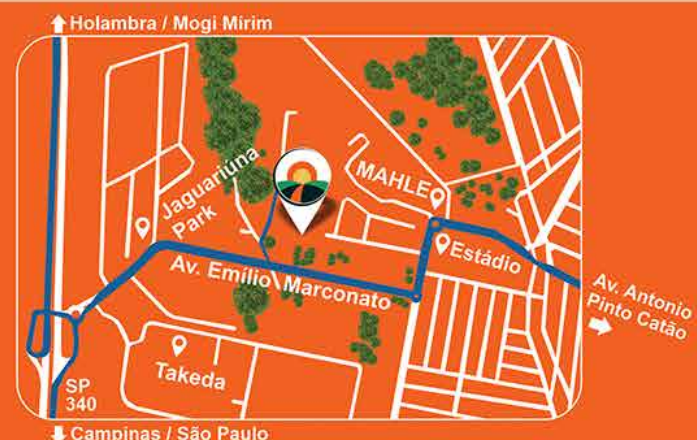 Holambra / Mogi Mirim
Jaguariúna
Park
MAHLE
Estádio
Av. Emílio Marconato
Av. Antonio
Pinto Catão
Takeda
SP
340
Campinas / São Paulo